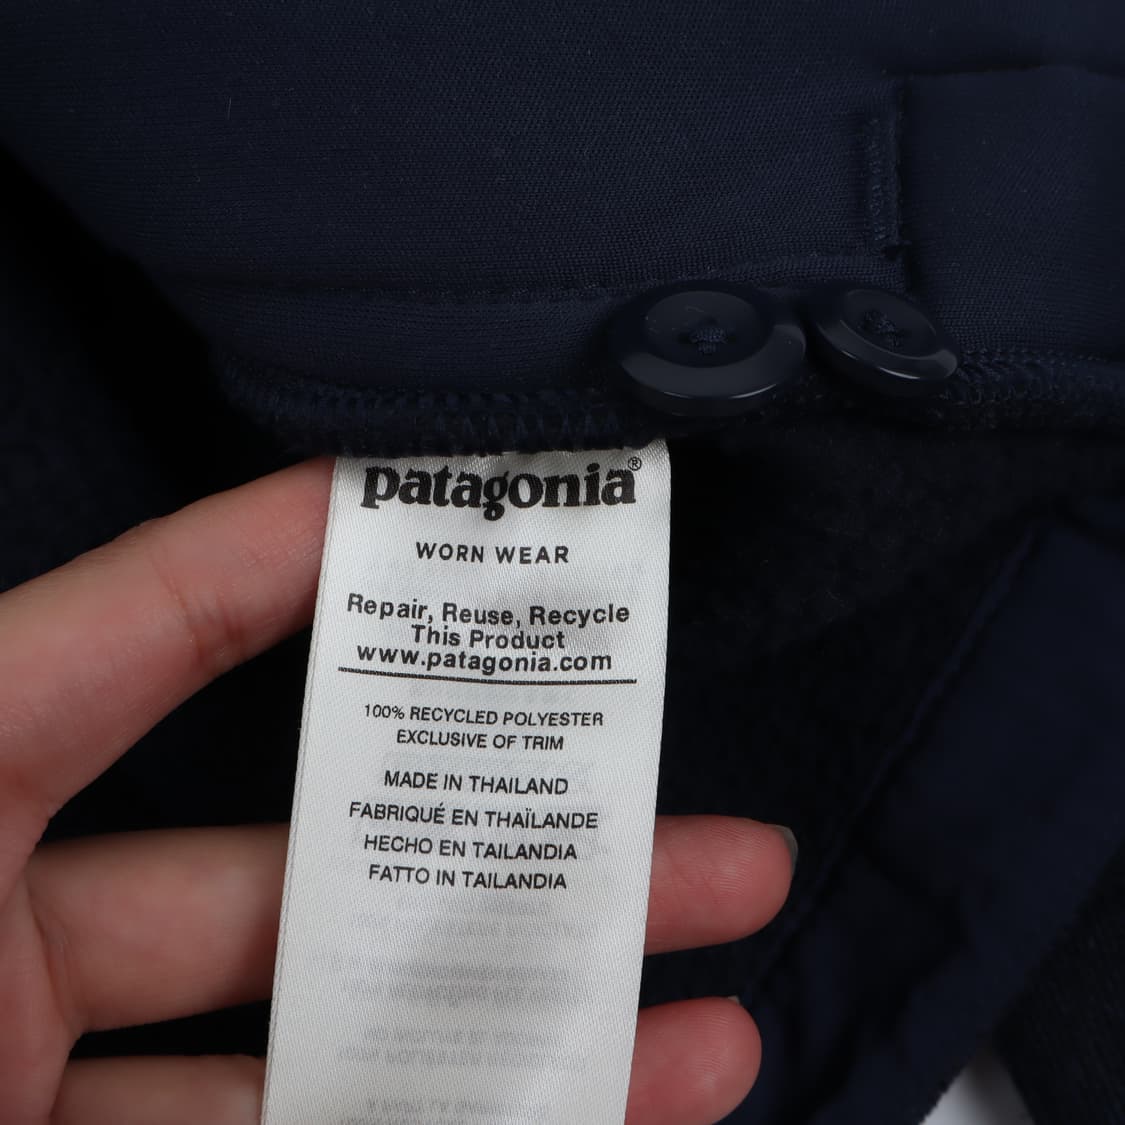 patagonia®
WORN WEAR
Repair, Reuse, Recycle
This Product
www.patagonia.com
100% RECYCLED POLYESTER
EXCLUSIVE OF TRIM
MADE IN THAILAND
FABRIQUÉ EN THAÏLANDE
HECHO EN TAILANDIA
FATTO IN TAILANDIA